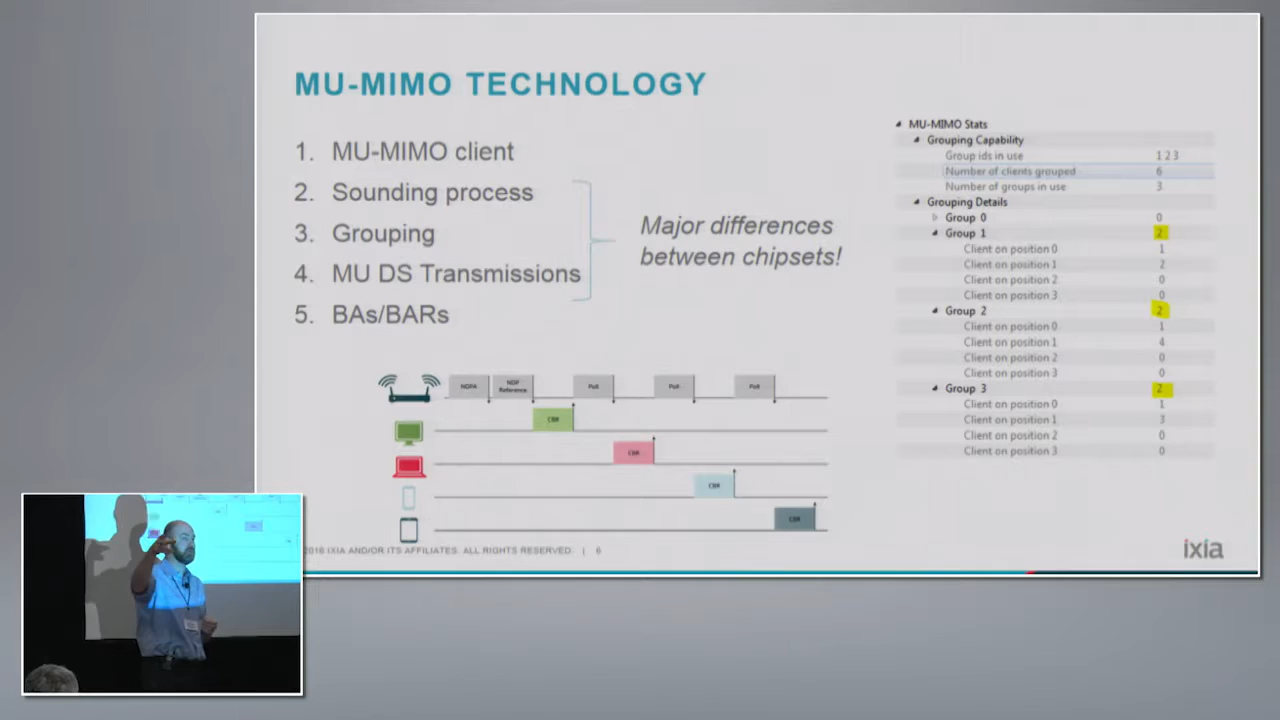 MU-MIMO TECHNOLOGY
1. MU-MIMO client
2. Sounding process
3. Grouping
4. MU DS Transmissions
5. BAs/BARs
Major differences
between chipsets!
MU-MIMO Stats
Grouping Capability
Group ids in use 1 2 3
Number of clients grouped 6
Number of groups in use 3
Grouping Details
Group 0 0
Group 1 2
Client on position 0 1
Client on position 1 2
Client on position 2 0
Client on position 3 0
Group 2 2
Client on position 0 1
Client on position 1 4
Client on position 2 0
Client on position 3 0
Group 3 2
Client on position 0 1
Client on position 1 3
Client on position 2 0
Client on position 3 0
NDPA
NDP
Reference
Poll
Poll
Poll
CBR
CBR
CBR
CBR
2016 IXIA AND/OR ITS AFFILIATES. ALL RIGHTS RESERVED. | 6
ixia